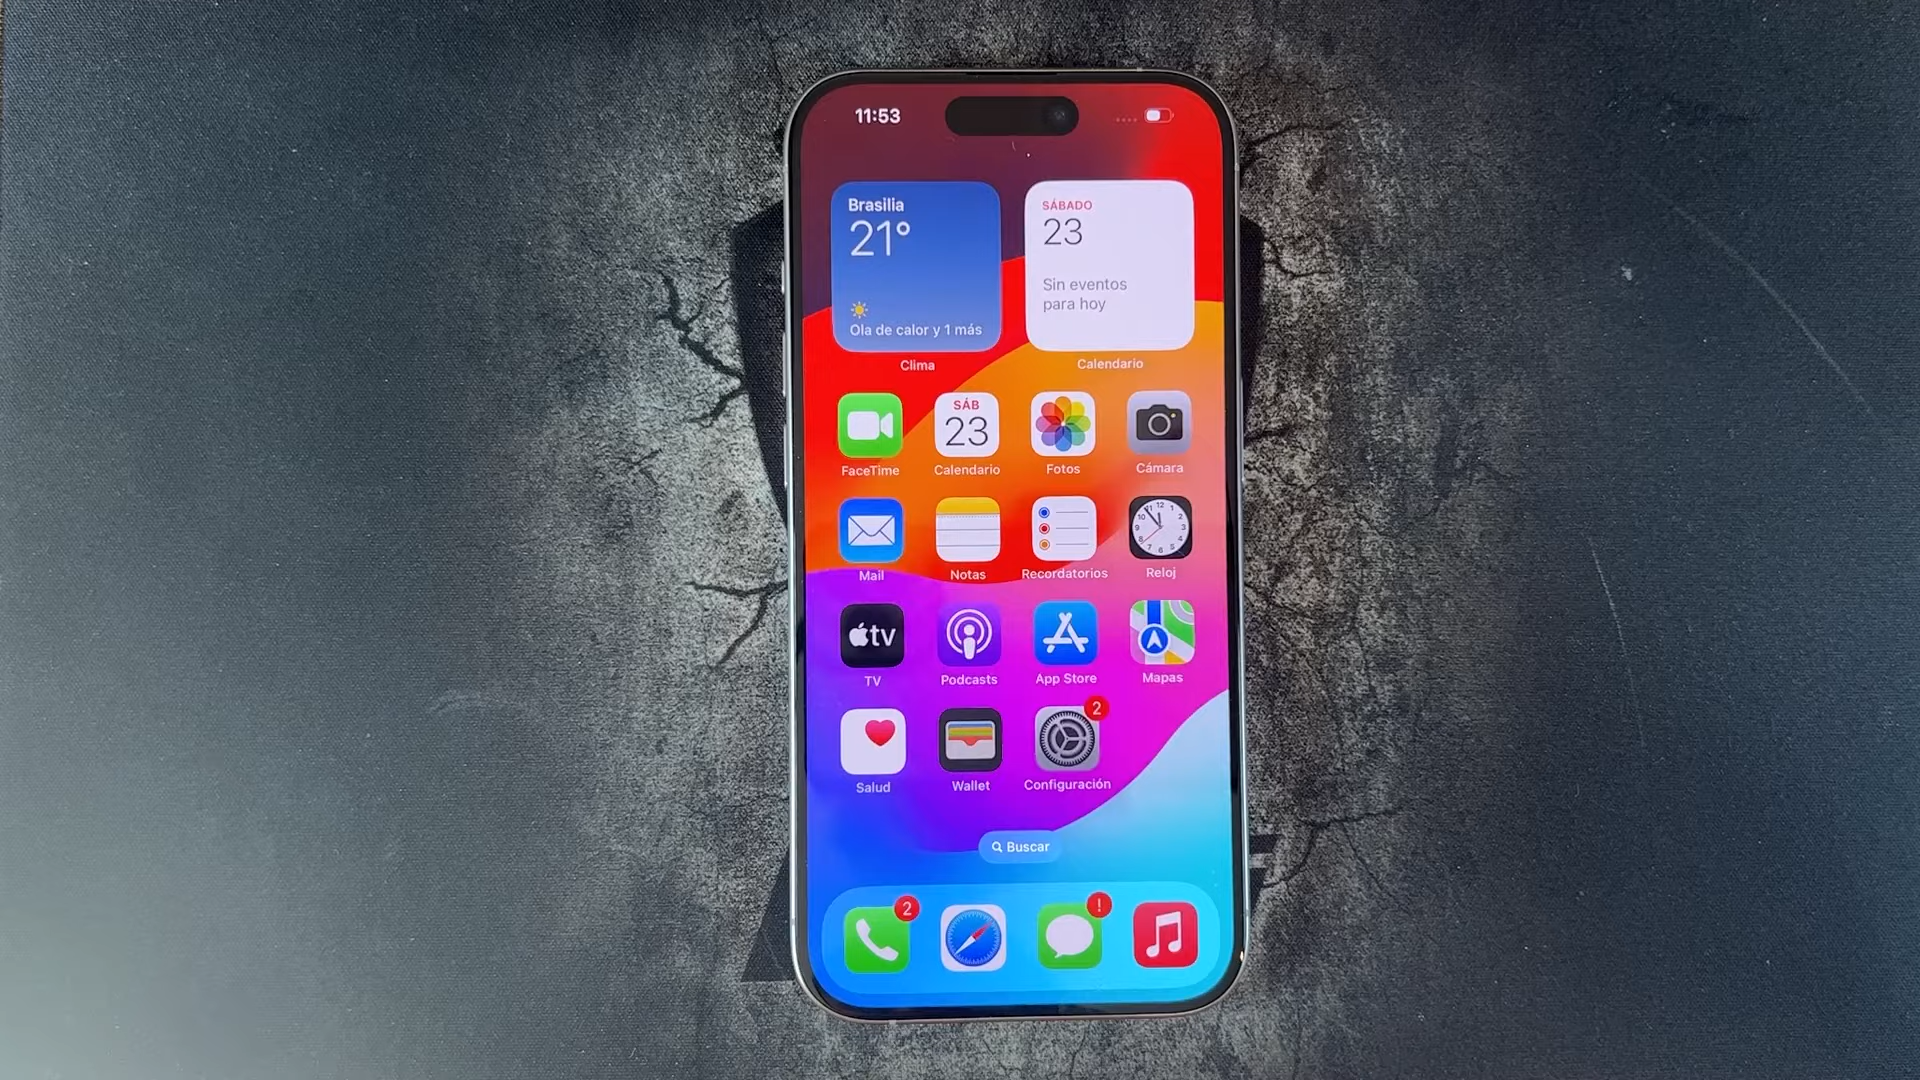 11:53
Brasilia
21°
Ola de calor y 1 más
Clima
SÁBADO
23
Sin eventos
para hoy
Calendario
FaceTime
SÁB
23
Calendario
Fotos
Cámara
Mail
Notas
Recordatorios
Reloj
tv
TV
Podcasts
App Store
Mapas
Salud
Wallet
2
Configuración
Buscar
2
!